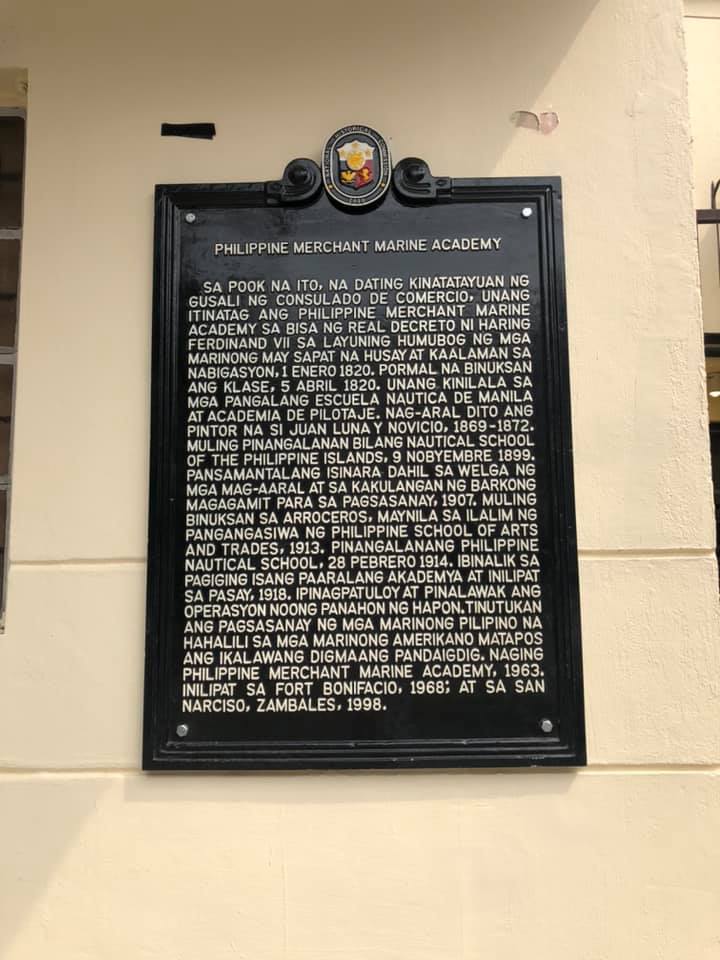 PHILIPPINE MERCHANT MARINE ACADEMY
SA POOK NA ITO, NA DATING KINATATAYUAN NG
GUSALI NG CONSULADO DE COMERCIO, UNANG
ITINATAG ANG PHILIPPINE MERCHANT MARINE
ACADEMY SA BISA NG REAL DECRETO NI HARING
FERDINAND VII SA LAYUNING HUMUBOG NG MGA
MARINONG MAY SAPAT NA HUSAY AT KAALAMAN SA
NABIGASYON, 1 ENERO 1820. PORMAL NA BINUKSAN
ANG KLASE, 5 ABRIL 1820. UNANG KINILALA SA
MGA PANGALANG ESCUELA NAUTICA DE MANILA
AT ACADEMIA DE PILOTAJE. NAG-ARAL DITO ANG
PINTOR NA SI JUAN LUNA Y NOVICIO, 1869-1872.
MULING PINANGALANAN BILANG NAUTICAL SCHOOL
OF THE PHILIPPINE ISLANDS, 9 NOBYEMBRE 1899.
PANSAMANTALANG ISINARA DAHIL SA WELGA NG
MGA MAG-AARAL AT SA KAKULANGAN NG BARKONG
MAGAGAMIT PARA SA PAGSASANAY, 1907. MULING
BINUKSAN SA ARROCEROS, MAYNILA SA ILALIM NG
PANGANGASIWA NG PHILIPPINE SCHOOL OF ARTS
AND TRADES, 1913. PINANGALANANG PHILIPPINE
NAUTICAL SCHOOL, 28 PEBRERO 1914. IBINALIK SA
PAGIGING ISANG PAARALANG AKADEMYA AT INILIPAT
SA PASAY, 1918. IPINAGPATULOY AT PINALAWAK ANG
OPERASYON NOONG PANAHON NG HAPON. TINUTUKAN
ANG PAGSASANAY NG MGA MARINONG PILIPINO NA
HAHALILI SA MGA MARINONG AMERIKANO MATAPOS
ANG IKALAWANG DIGMAANG PANDAIGDIG. NAGING
PHILIPPINE MERCHANT MARINE ACADEMY, 1963.
INILIPAT SA FORT BONIFACIO, 1968; AT SA SAN
NARCISO, ZAMBALES, 1998.